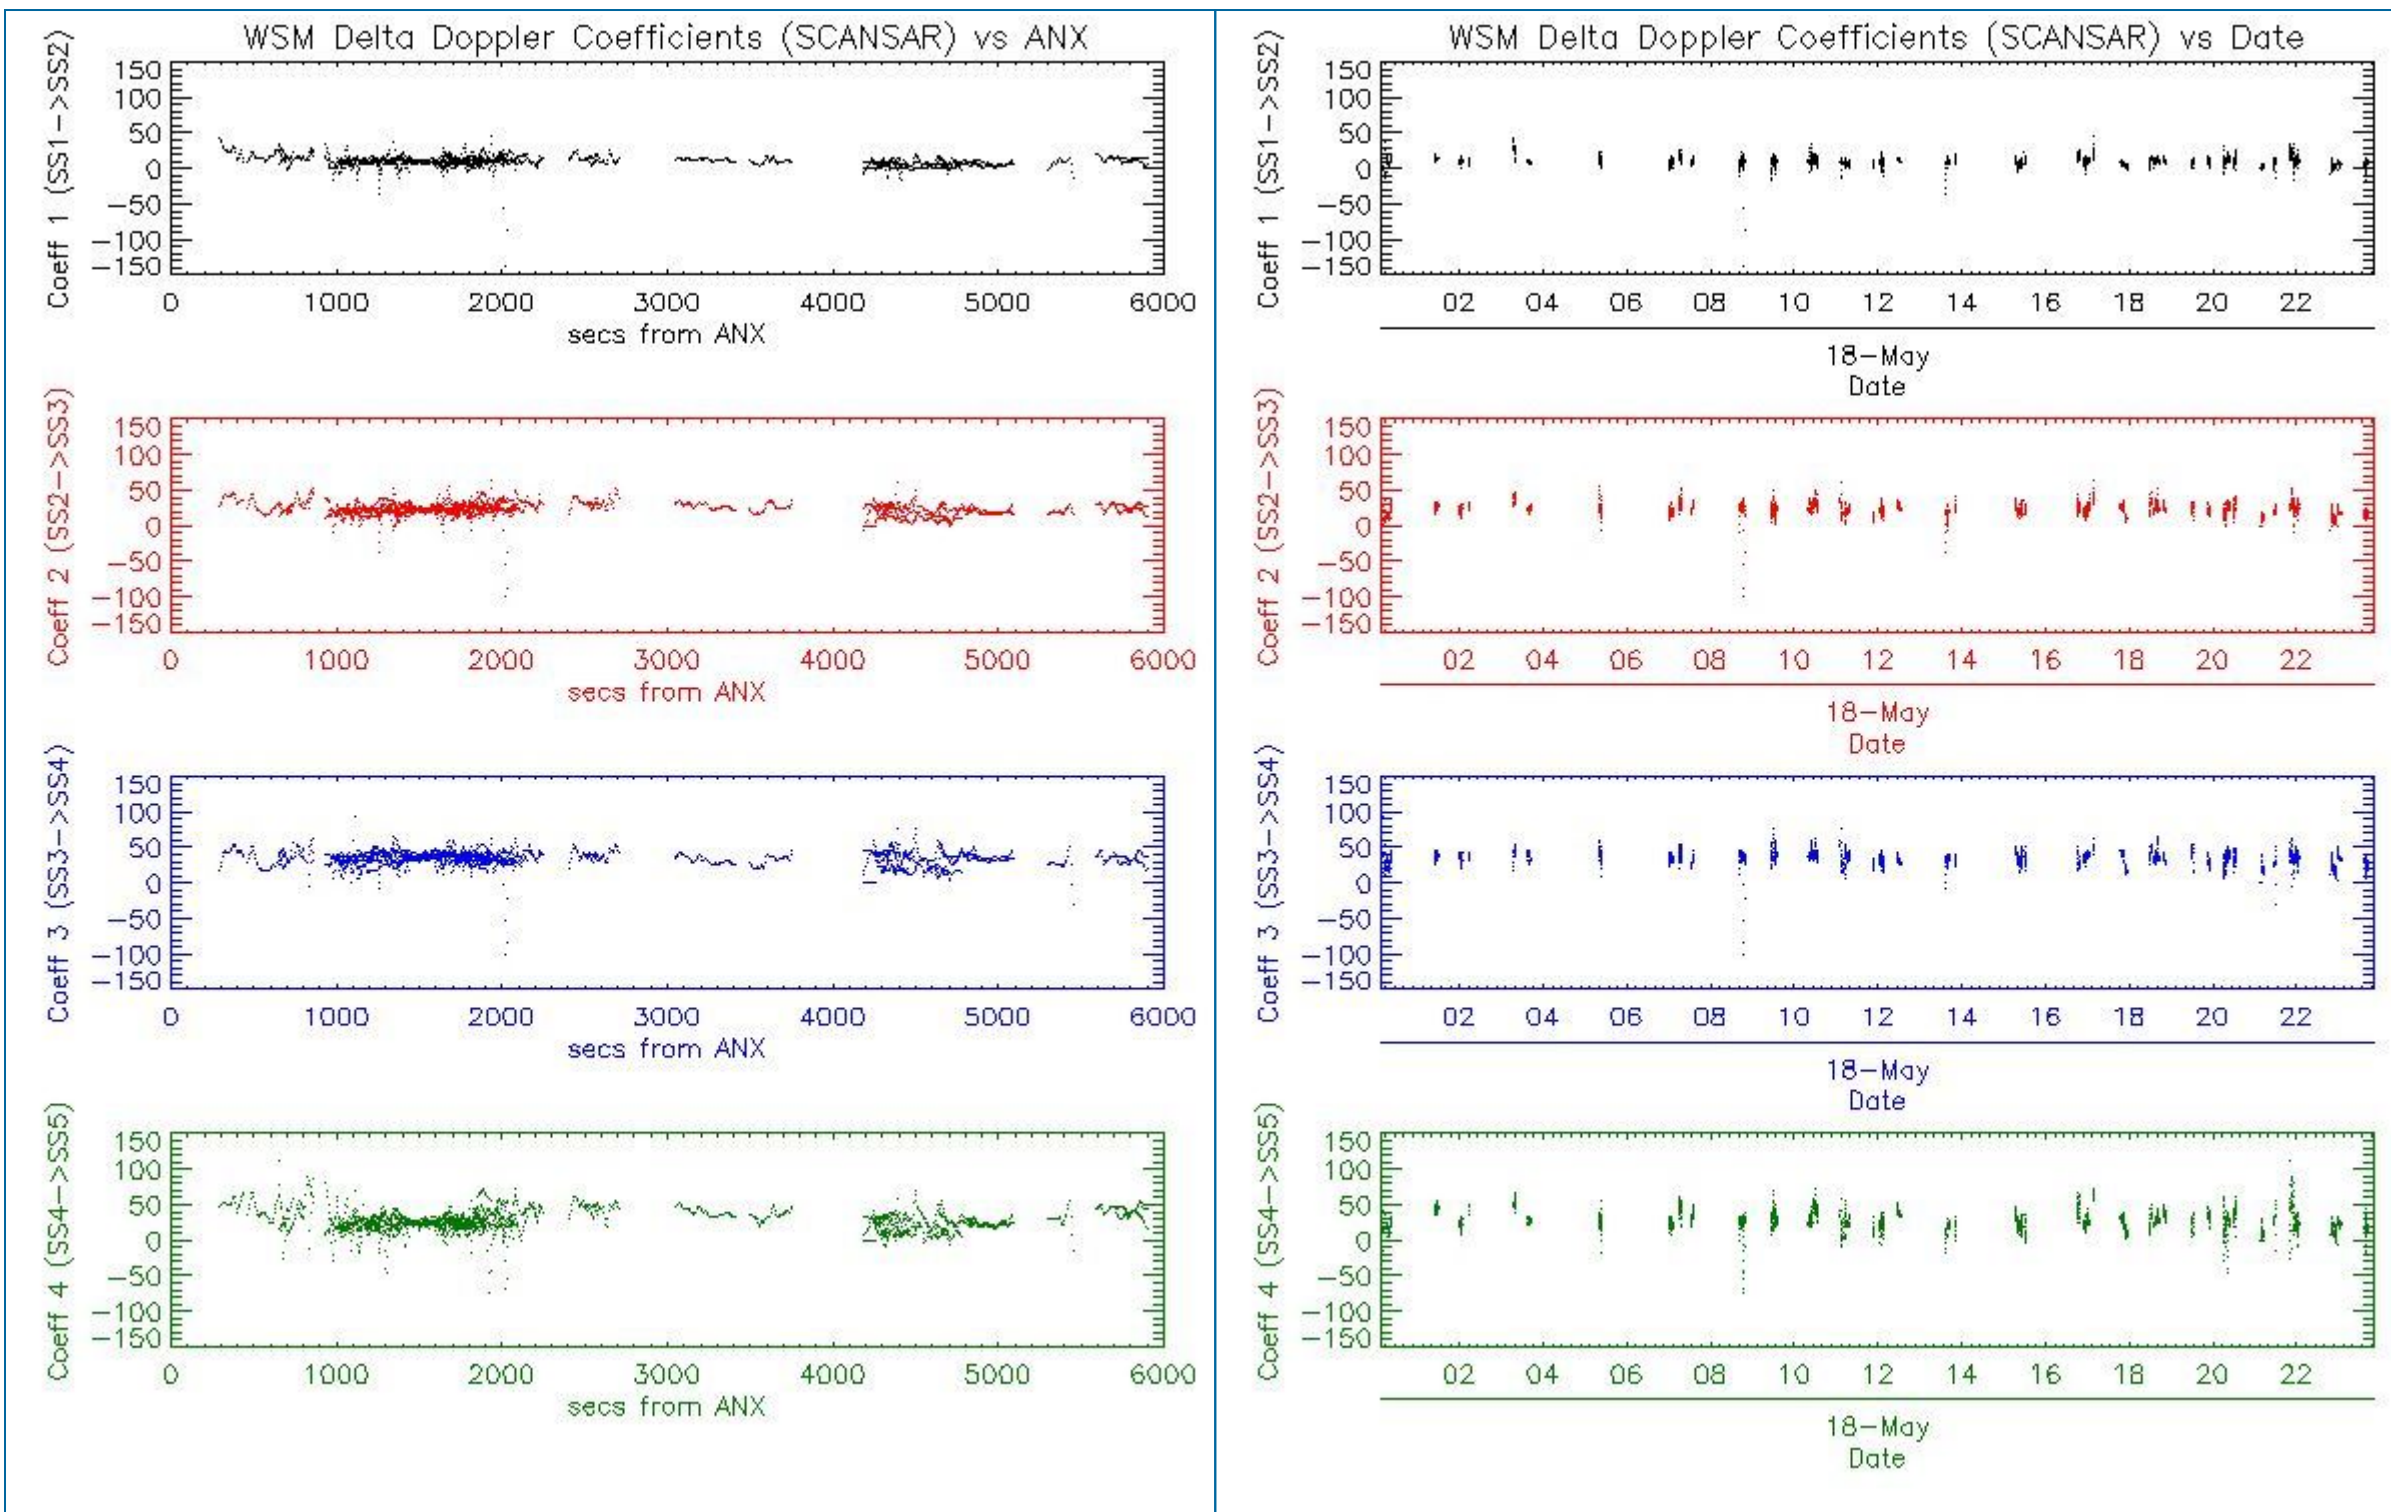 WSM Delta Doppler Coefficients (SCANSAR) vs ANX
Coeff 1 (SS1->SS2)
150
100
50
0
-50
-100
-150
0 1000 2000 3000 4000 5000 6000
secs from ANX
Coeff 2 (SS2->SS3)
150
100
50
0
-50
-100
-150
0 1000 2000 3000 4000 5000 6000
secs from ANX
Coeff 3 (SS3->SS4)
150
100
50
0
-50
-100
-150
0 1000 2000 3000 4000 5000 6000
secs from ANX
Coeff 4 (SS4->SS5)
150
100
50
0
-50
-100
-150
0 1000 2000 3000 4000 5000 6000
secs from ANX
WSM Delta Doppler Coefficients (SCANSAR) vs Date
Coeff 1 (SS1->SS2)
150
100
50
0
-50
-100
-150
02 04 06 08 10 12 14 16 18 20 22
18-May
Date
Coeff 2 (SS2->SS3)
150
100
50
0
-50
-100
-150
02 04 06 08 10 12 14 16 18 20 22
18-May
Date
Coeff 3 (SS3->SS4)
150
100
50
0
-50
-100
-150
02 04 06 08 10 12 14 16 18 20 22
18-May
Date
Coeff 4 (SS4->SS5)
150
100
50
0
-50
-100
-150
02 04 06 08 10 12 14 16 18 20 22
18-May
Date